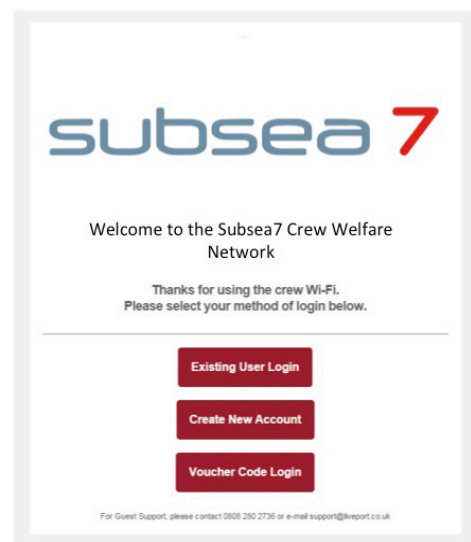 subsea 7
Welcome to the Subsea7 Crew Welfare
Network
Thanks for using the crew Wi-Fi.
Please select your method of login below.
Existing User Login
Create New Account
Voucher Code Login
For Guest Support, please contact 0808 280 2736 or e-mail support@liveport.co.uk